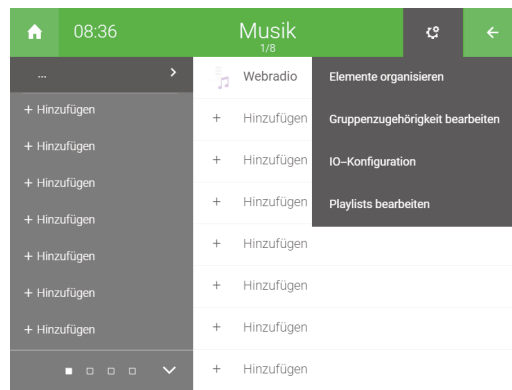 08:36
Musik
1/8
...
+ Hinzufügen
+ Hinzufügen
+ Hinzufügen
+ Hinzufügen
+ Hinzufügen
+ Hinzufügen
+ Hinzufügen
Webradio
+ Hinzufügen
+ Hinzufügen
+ Hinzufügen
+ Hinzufügen
+ Hinzufügen
+ Hinzufügen
+ Hinzufügen
Elemente organisieren
Gruppenzugehörigkeit bearbeiten
IO-Konfiguration
Playlists bearbeiten